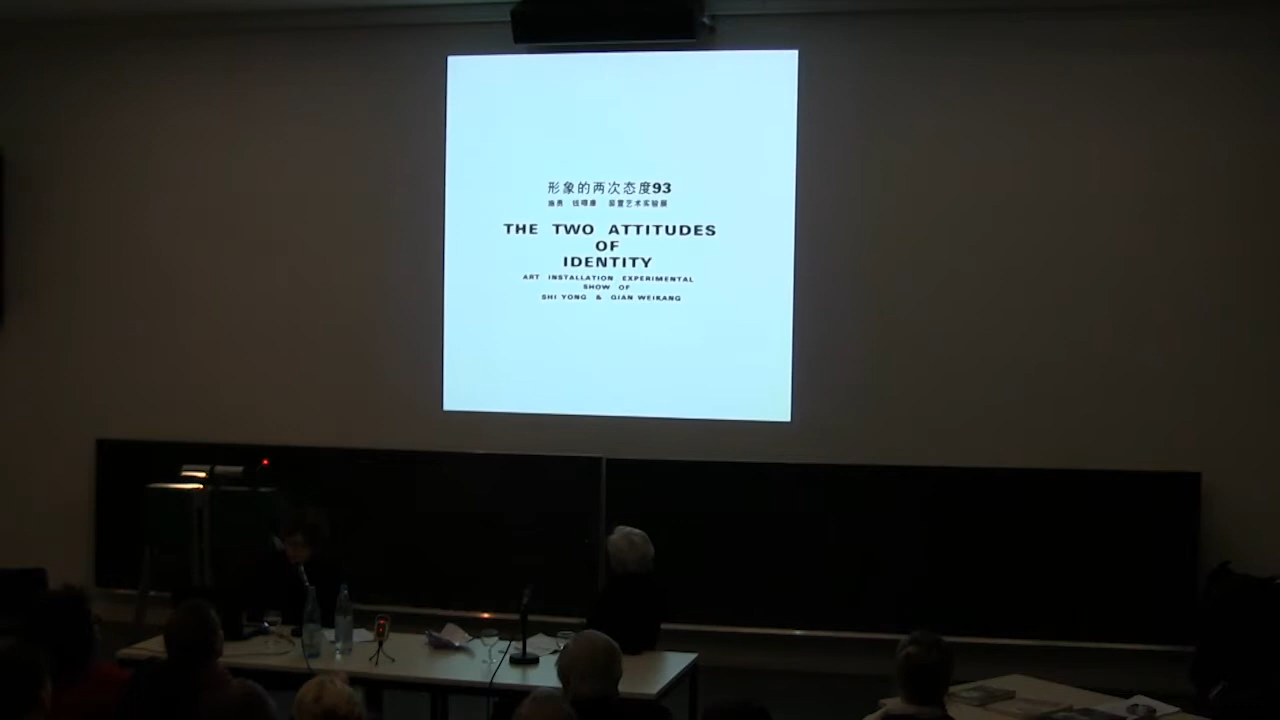 形象的两次态度93
施勇 钱喂康 装置艺术实验展
THE TWO ATTITUDES
OF
IDENTITY
ART INSTALLATION EXPERIMENTAL
SHOW OF
SHI YONG & QIAN WEIKANG